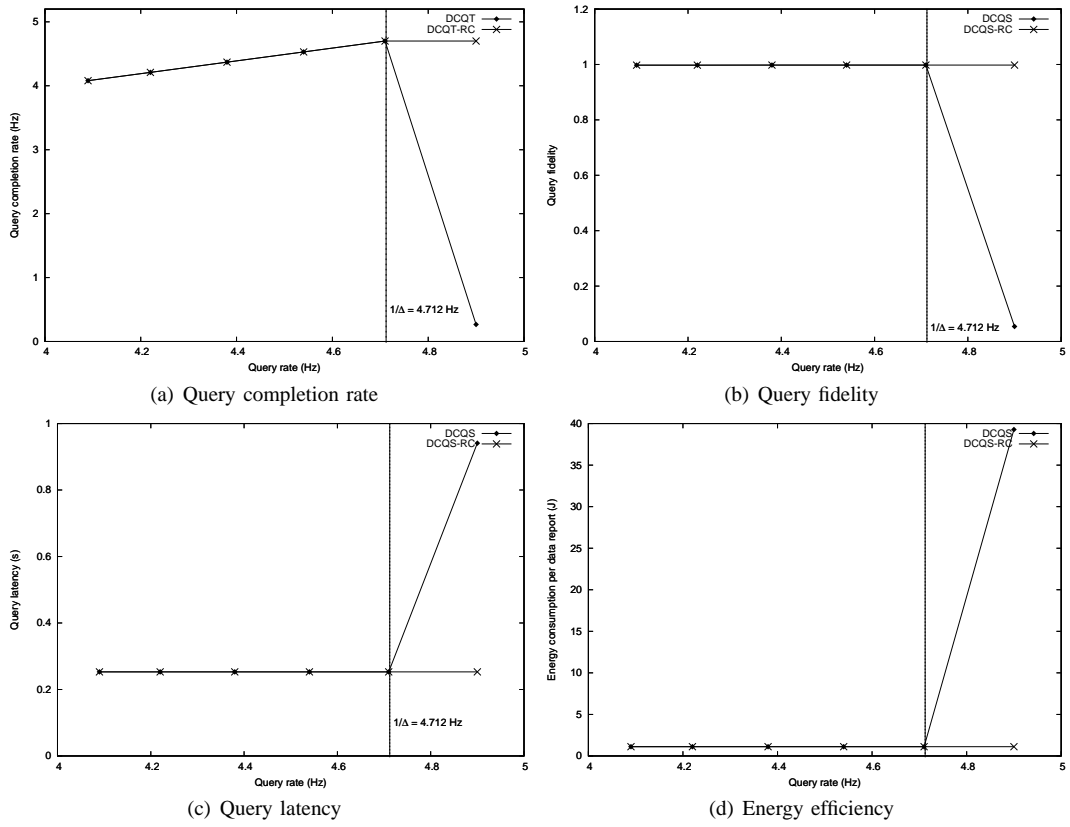 DCQT
DCQT-RC
Query completion rate (Hz)
5
4
3
2
1
0
1/Δ = 4.712 Hz
4 4.2 4.4 4.6 4.8 5
Query rate (Hz)
(a) Query completion rate
DCQS
DCQS-RC
Query fidelity
1.2
1
0.8
0.6
0.4
0.2
0
1/Δ = 4.712 Hz
4 4.2 4.4 4.6 4.8 5
Query rate (Hz)
(b) Query fidelity
DCQS
DCQS-RC
Query latency (s)
1
0.8
0.6
0.4
0.2
0
1/Δ = 4.712 Hz
4 4.2 4.4 4.6 4.8 5
Query rate (Hz)
(c) Query latency
DCQS
DCQS-RC
Energy consumption per data report (J)
40
35
30
25
20
15
10
5
0
4 4.2 4.4 4.6 4.8 5
Query rate (Hz)
(d) Energy efficiency